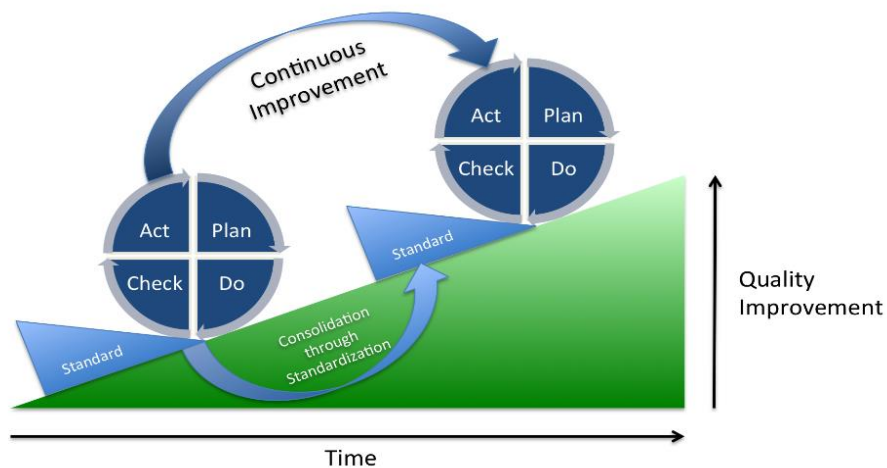 Continuous
Improvement
Act
Plan
Check
Do
Act
Plan
Check
Do
Standard
Standard
Consolidation
through
Standardization
Quality
Improvement
Time